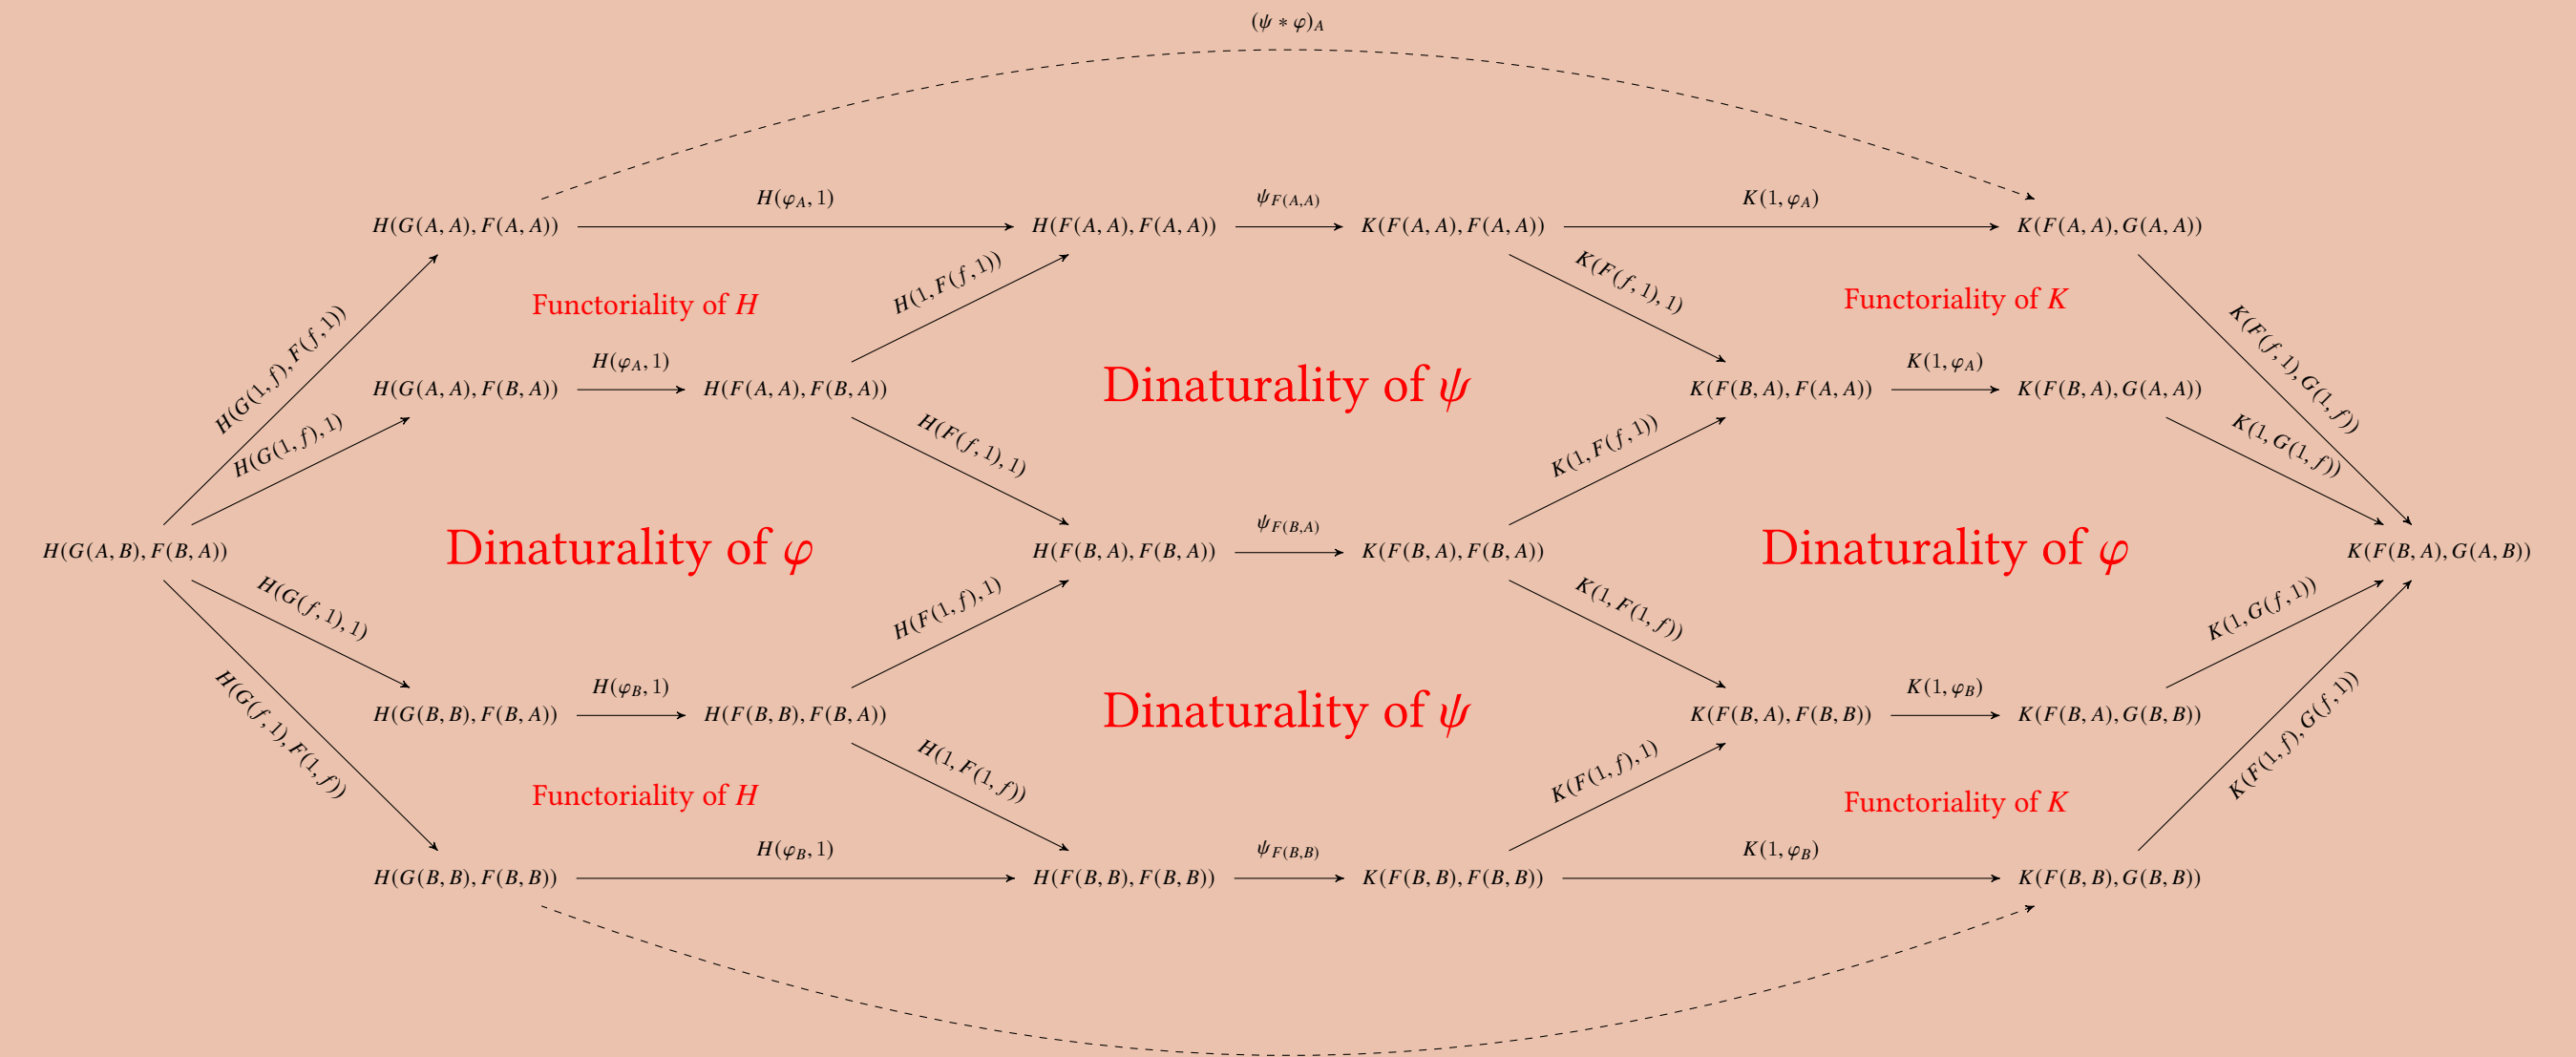 (ψ ∗ φ)_A
H(φ_A, 1)
ψ_{F(A,A)}
K(1, φ_A)
H(G(A, A), F(A, A))
H(F(A, A), F(A, A))
K(F(A, A), F(A, A))
K(F(A, A), G(A, A))
H(G(1, f), F(f, 1))
Functoriality of H
H(1, F(f, 1))
K(F(f, 1), 1)
Functoriality of K
K(F(f, 1), G(1, f))
H(φ_A, 1)
K(1, φ_A)
H(G(A, A), F(B, A))
H(F(A, A), F(B, A))
Dinaturality of ψ
K(F(B, A), F(A, A))
K(F(B, A), G(A, A))
H(G(1, f), 1)
H(F(f, 1), 1)
K(1, F(f, 1))
K(1, G(1, f))
ψ_{F(B,A)}
H(G(A, B), F(B, A))
Dinaturality of φ
H(F(B, A), F(B, A))
K(F(B, A), F(B, A))
Dinaturality of φ
K(F(B, A), G(A, B))
H(G(f, 1), 1)
H(F(1, f), 1)
K(1, F(1, f))
K(1, G(f, 1))
H(φ_B, 1)
K(1, φ_B)
H(G(B, B), F(B, A))
H(F(B, B), F(B, A))
Dinaturality of ψ
K(F(B, A), F(B, B))
K(F(B, A), G(B, B))
H(G(f, 1), F(1, f))
Functoriality of H
H(1, F(1, f))
K(F(1, f), 1)
Functoriality of K
K(F(1, f), G(f, 1))
H(φ_B, 1)
ψ_{F(B,B)}
K(1, φ_B)
H(G(B, B), F(B, B))
H(F(B, B), F(B, B))
K(F(B, B), F(B, B))
K(F(B, B), G(B, B))